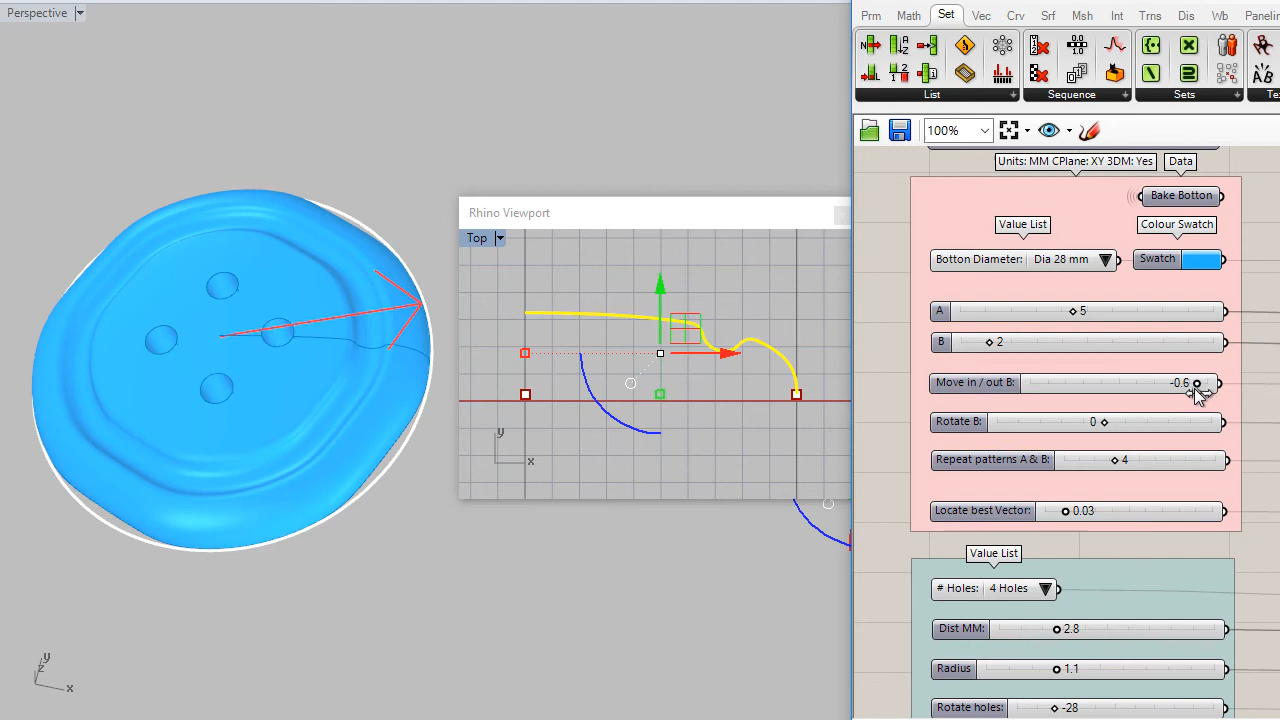 Perspective
Prm Math Set Vec Crv Srf Msh Int Trns Dis Wb Paneli
List Sequence Sets Te
100%
Units: MM CPlane: XY 3DM: Yes Data
Bake Botton
Value List Colour Swatch
Botton Diameter: Dia 28 mm Swatch
Rhino Viewport
Top
A 5
B 2
Move in / out B: -0.6
Rotate B: 0
Repeat patterns A & B: 4
Locate best Vector: 0.03
Value List
# Holes: 4 Holes
Dist MM: 2.8
Radius 1.1
Rotate holes: -28
y
x
y
z
x